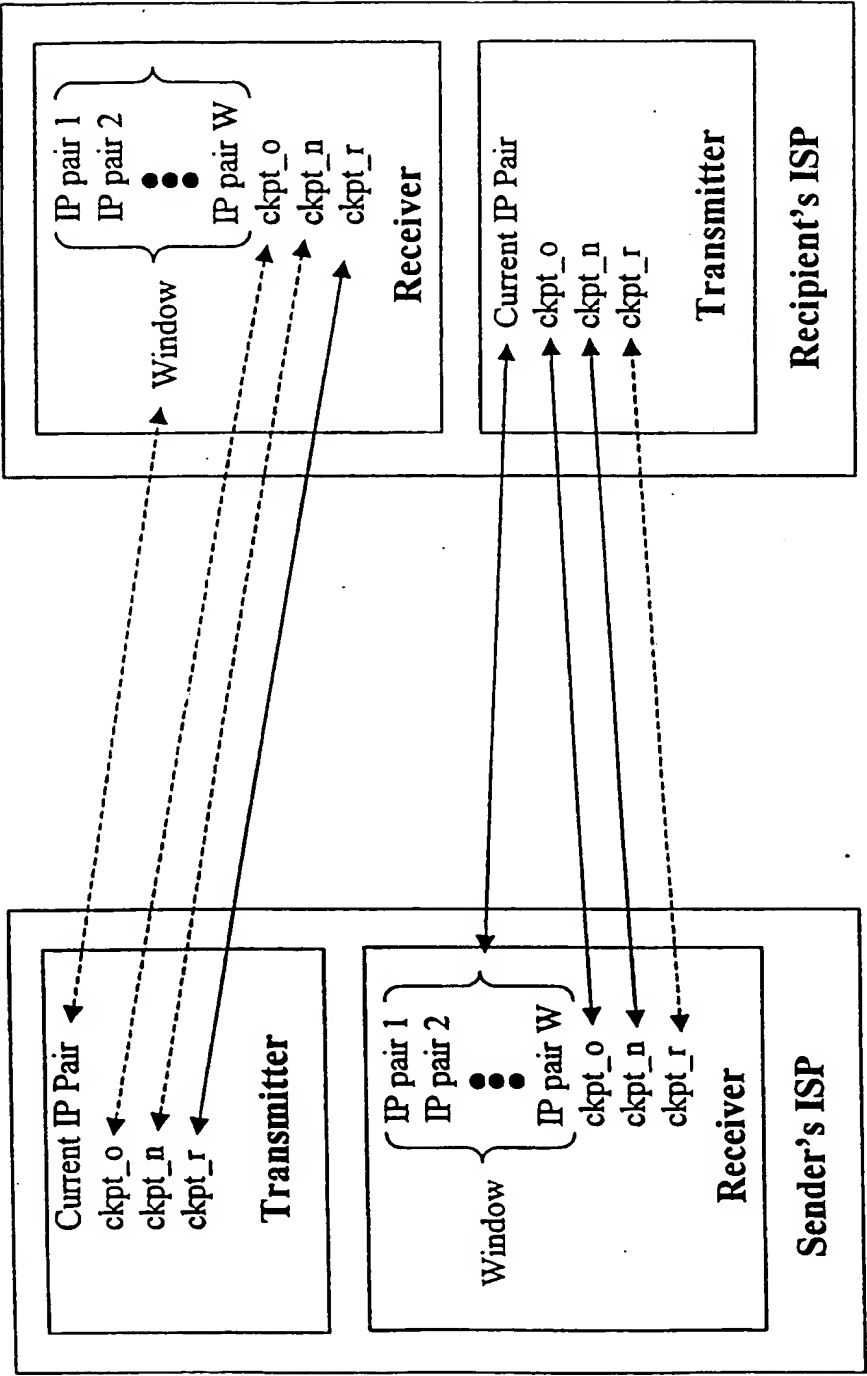 Current IP Pair
ckpt_o
ckpt_n
ckpt_r
Transmitter
Window
IP pair 1
IP pair 2
IP pair W
ckpt_o
ckpt_n
ckpt_r
Receiver
Sender's ISP
Window
IP pair 1
IP pair 2
IP pair W
ckpt_o
ckpt_n
ckpt_r
Receiver
Current IP Pair
ckpt_o
ckpt_n
ckpt_r
Transmitter
Recipient's ISP